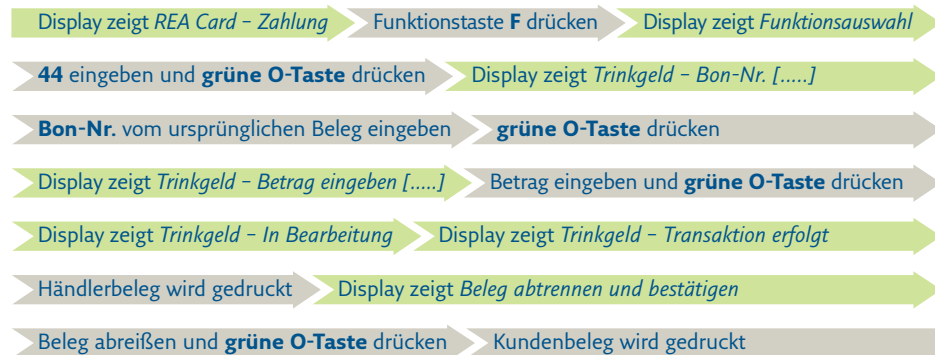 Display zeigt REA Card – Zahlung Funktionstaste F drücken Display zeigt Funktionsauswahl
44 eingeben und grüne O-Taste drücken Display zeigt Trinkgeld – Bon-Nr. [.....]
Bon-Nr. vom ursprünglichen Beleg eingeben grüne O-Taste drücken
Display zeigt Trinkgeld – Betrag eingeben [.....] Betrag eingeben und grüne O-Taste drücken
Display zeigt Trinkgeld – In Bearbeitung Display zeigt Trinkgeld – Transaktion erfolgt
Händlerbeleg wird gedruckt Display zeigt Beleg abtrennen und bestätigen
Beleg abreißen und grüne O-Taste drücken Kundenbeleg wird gedruckt